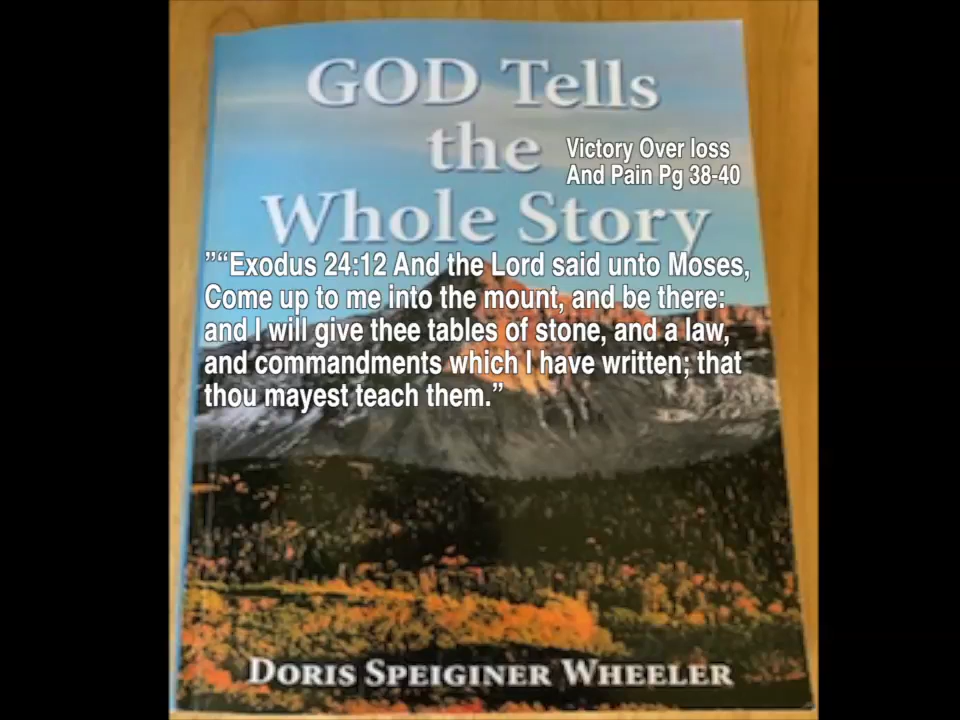 GOD Tells
the
Victory Over loss
And Pain Pg 38-40
Whole Story
”“Exodus 24:12 And the Lord said unto Moses,
Come up to me into the mount, and be there:
and I will give thee tables of stone, and a law,
and commandments which I have written; that
thou mayest teach them.”
DORIS SPEIGINER WHEELER